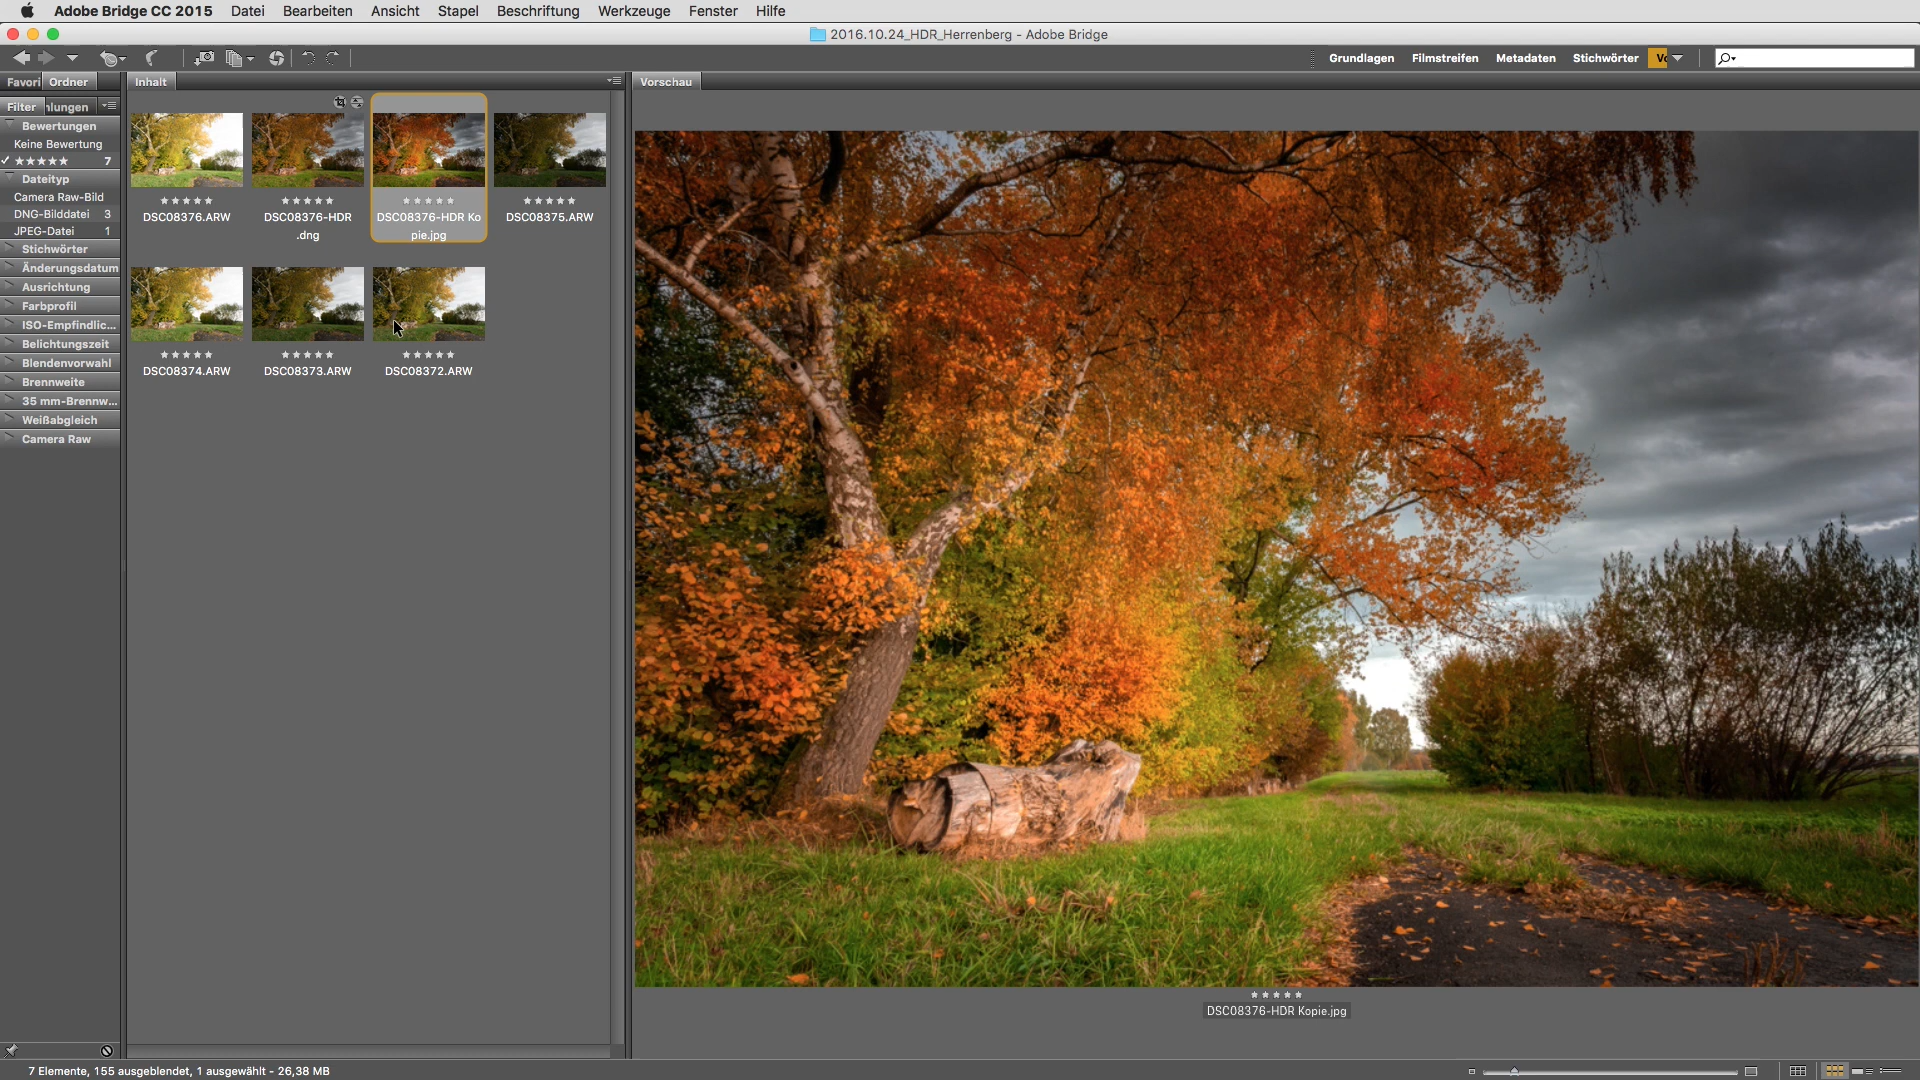 Adobe Bridge CC 2015 Datei Bearbeiten Ansicht Stapel Beschriftung Werkzeuge Fenster Hilfe
2016.10.24_HDR_Herrenberg - Adobe Bridge
Grundlagen Filmstreifen Metadaten Stichwörter
Favori Ordner Inhalt Vorschau
Filter
Bewertungen
Keine Bewertung
★★★★★ 7
Dateityp
Camera Raw-Bild
DNG-Bilddatei 3
JPEG-Datei 1
Stichwörter
Änderungsdatum
Ausrichtung
Farbprofil
ISO-Empfindlic...
Belichtungszeit
Blendenvorwahl
Brennweite
35 mm-Brennw...
Weißabgleich
Camera Raw
DSC08376.ARW
DSC08376-HDR
.dng
DSC08376-HDR Ko
pie.jpg
DSC08375.ARW
DSC08374.ARW
DSC08373.ARW
DSC08372.ARW
DSC08376-HDR Kopie.jpg
7 Elemente, 155 ausgeblendet, 1 ausgewählt - 26,38 MB